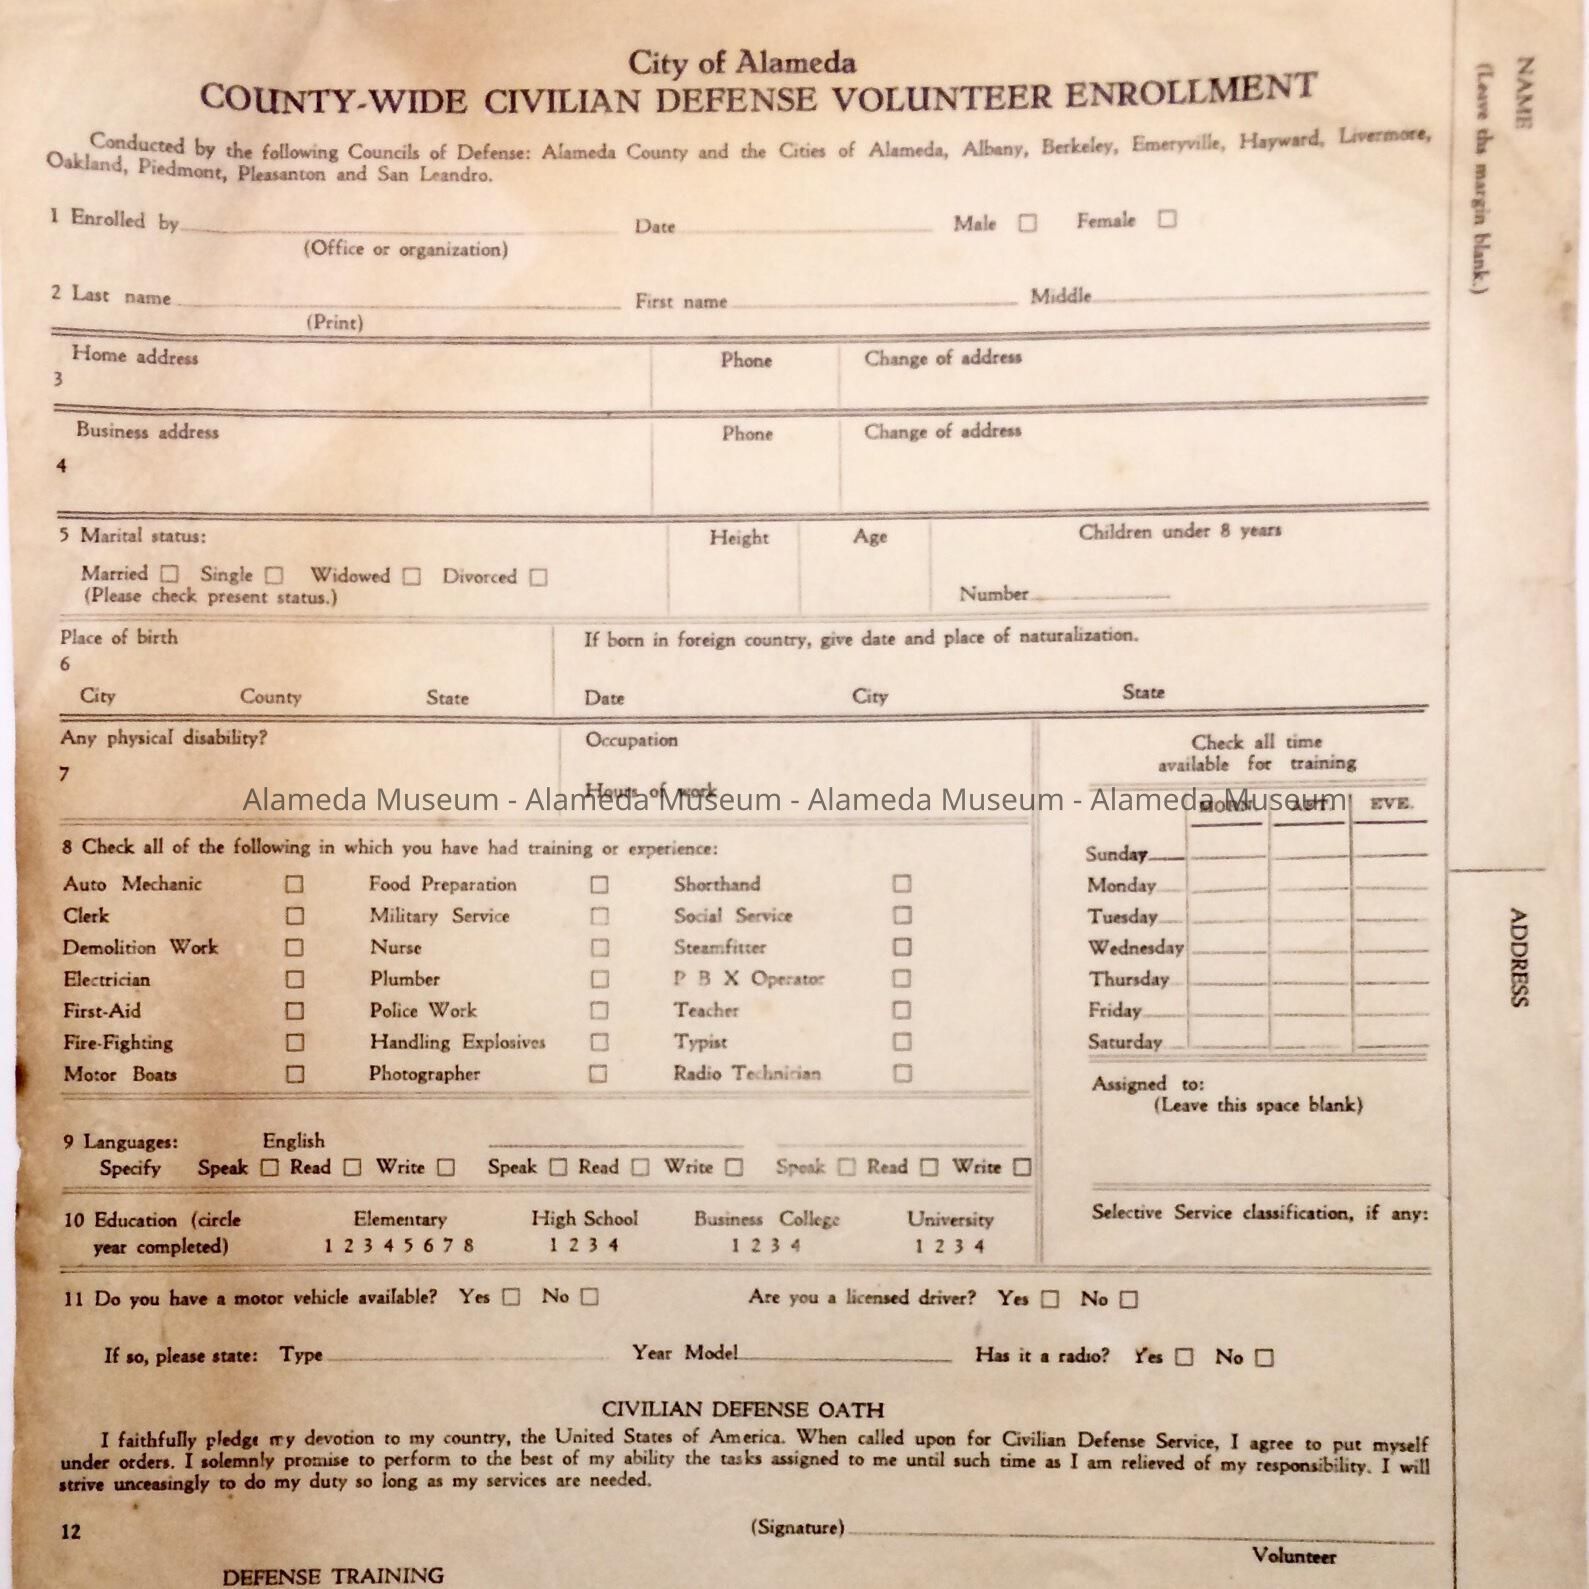 City of Alameda
COUNTY-WIDE CIVILIAN DEFENSE VOLUNTEER ENROLLMENT
Conducted by the following Councils of Defense: Alameda County and the Cities of Alameda, Albany, Berkeley, Emeryville, Hayward, Livermore,
Oakland, Piedmont, Pleasanton and San Leandro.
1 Enrolled by Date Male ☐ Female ☐
(Office or organization)
2 Last name First name Middle
(Print)
Home address Phone Change of address
3
Business address Phone Change of address
4
5 Marital status: Height Age Children under 8 years
Married ☐ Single ☐ Widowed ☐ Divorced ☐ Number
(Please check present status.)
Place of birth If born in foreign country, give date and place of naturalization.
6
City County State Date City State
Any physical disability? Occupation Check all time
available for training
7 Hours of work
Alameda Museum - Alameda Museum - Alameda Museum - Alameda Museum
MORN. AFT. EVE.
8 Check all of the following in which you have had training or experience:
Sunday
Auto Mechanic ☐ Food Preparation ☐ Shorthand ☐ Monday
Clerk ☐ Military Service ☐ Social Service ☐ Tuesday
Demolition Work ☐ Nurse ☐ Steamfitter ☐ Wednesday
Electrician ☐ Plumber ☐ P B X Operator ☐ Thursday
First-Aid ☐ Police Work ☐ Teacher ☐ Friday
Fire-Fighting ☐ Handling Explosives ☐ Typist ☐ Saturday
Motor Boats ☐ Photographer ☐ Radio Technician ☐
Assigned to:
(Leave this space blank)
9 Languages: English
Specify Speak ☐ Read ☐ Write ☐ Speak ☐ Read ☐ Write ☐ Speak ☐ Read ☐ Write ☐
10 Education (circle Elementary High School Business College University
year completed) 1 2 3 4 5 6 7 8 1 2 3 4 1 2 3 4 1 2 3 4
Selective Service classification, if any:
11 Do you have a motor vehicle available? Yes ☐ No ☐ Are you a licensed driver? Yes ☐ No ☐
If so, please state: Type Year Model Has it a radio? Yes ☐ No ☐
CIVILIAN DEFENSE OATH
I faithfully pledge my devotion to my country, the United States of America. When called upon for Civilian Defense Service, I agree to put myself
under orders. I solemnly promise to perform to the best of my ability the tasks assigned to me until such time as I am relieved of my responsibility. I will
strive unceasingly to do my duty so long as my services are needed.
12 (Signature)
Volunteer
DEFENSE TRAINING
NAME
(Leave ths margin blank.)
ADDRESS